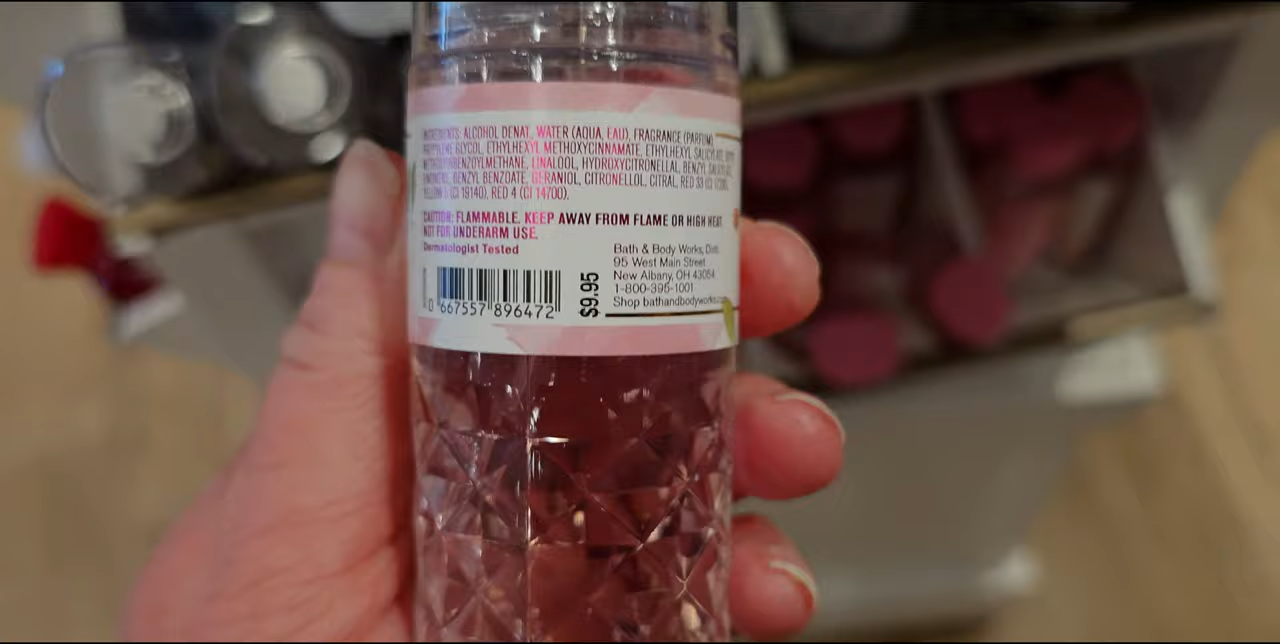 INGREDIENTS: ALCOHOL DENAT., WATER (AQUA, EAU), FRAGRANCE (PARFUM),
PROPYLENE GLYCOL, ETHYLHEXYL METHOXYCINNAMATE, ETHYLHEXYL SALICYLATE,
LINALOOL, HYDROXYCITRONELLAL, BENZYL
BENZYL BENZOATE, GERANIOL, CITRONELLOL, CITRAL, RED 33
YELLOW 5 (CI 19140), RED 4 (CI 14700).
CAUTION: FLAMMABLE. KEEP AWAY FROM FLAME OR HIGH HEAT.
NOT FOR UNDERARM USE.
Dermatologist Tested
0 667557 896472
$9.95
Bath & Body Works, Distr.
95 West Main Street
New Albany, OH 43054
1-800-395-1001
Shop bathandbodyworks.com